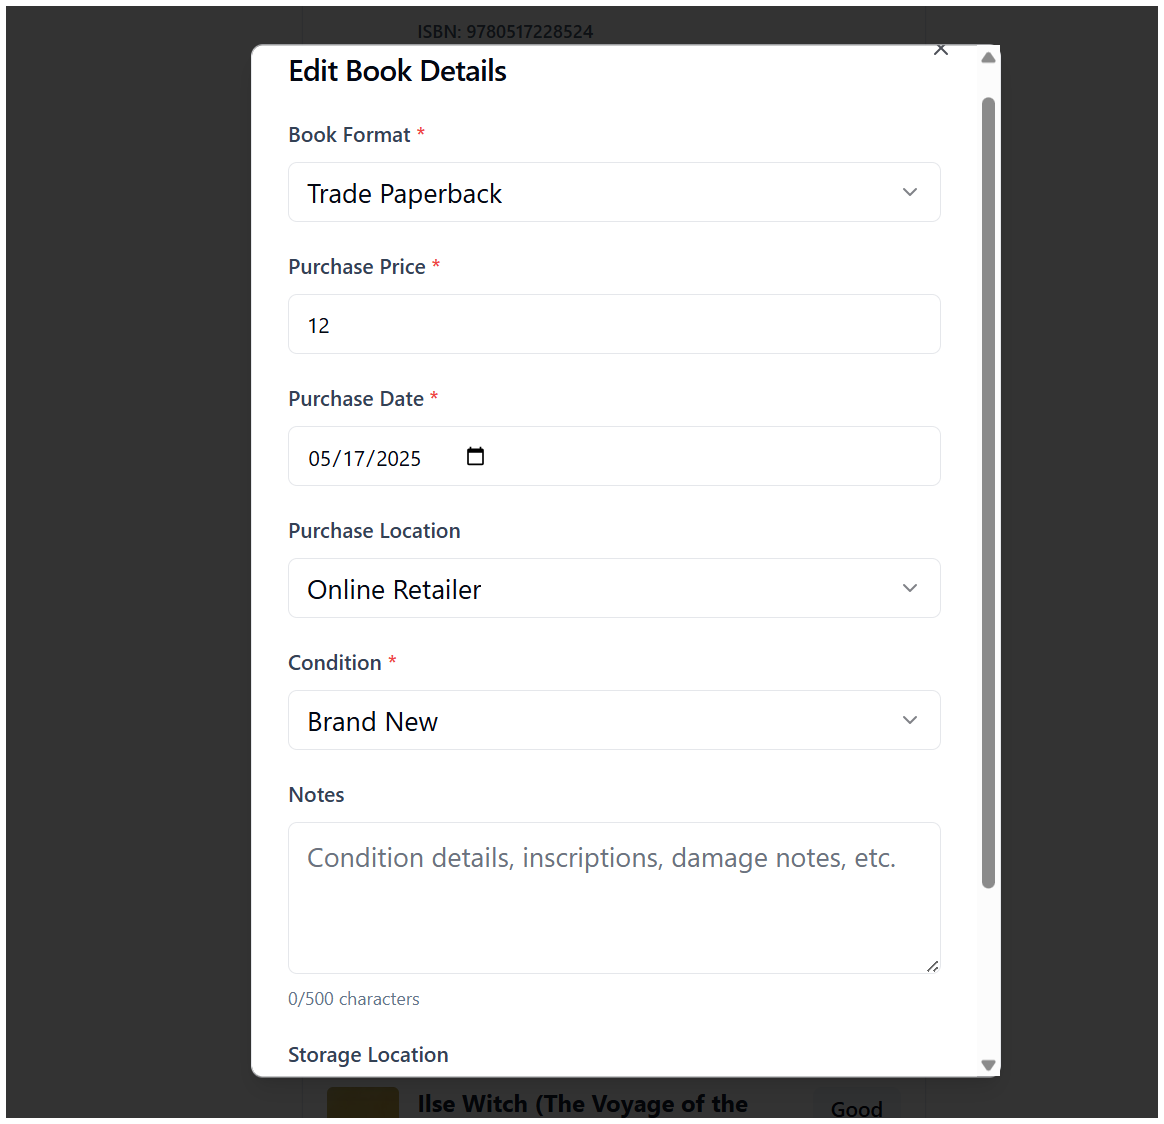 ISBN: 9780517228524
Edit Book Details
Book Format *
Trade Paperback
Purchase Price *
12
Purchase Date *
05/17/2025
Purchase Location
Online Retailer
Condition *
Brand New
Notes
Condition details, inscriptions, damage notes, etc.
0/500 characters
Storage Location
Ilse Witch (The Voyage of the
Good